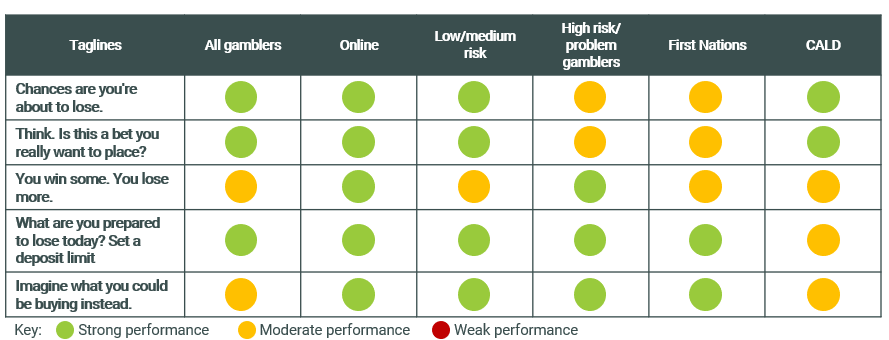 Taglines All gamblers Online Low/medium risk High risk/ problem gamblers First Nations CALD
Chances are you're
about to lose.
Think. Is this a bet you
really want to place?
You win some. You lose
more.
What are you prepared
to lose today? Set a
deposit limit
Imagine what you could
be buying instead.
Key: Strong performance Moderate performance Weak performance